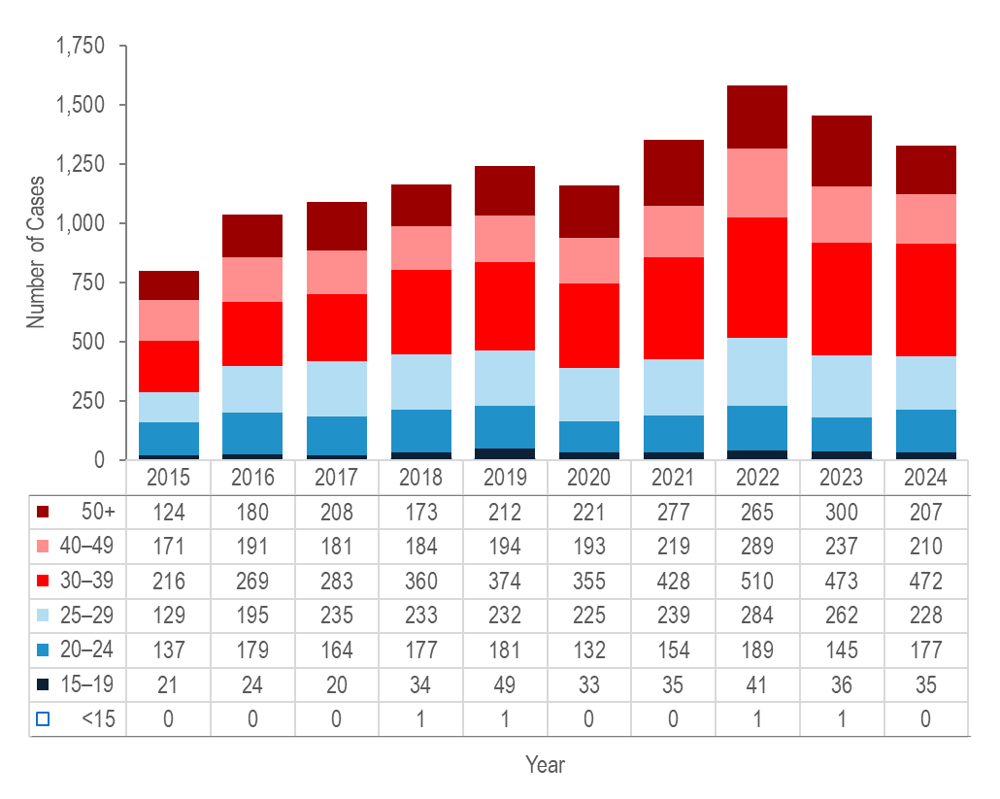 1,750
1,500
1,250
1,000
750
500
250
0
Number of Cases
2015 2016 2017 2018 2019 2020 2021 2022 2023 2024
50+ 124 180 208 173 212 221 277 265 300 207
40–49 171 191 181 184 194 193 219 289 237 210
30–39 216 269 283 360 374 355 428 510 473 472
25–29 129 195 235 233 232 225 239 284 262 228
20–24 137 179 164 177 181 132 154 189 145 177
15–19 21 24 20 34 49 33 35 41 36 35
<15 0 0 0 1 1 0 0 1 1 0
Year